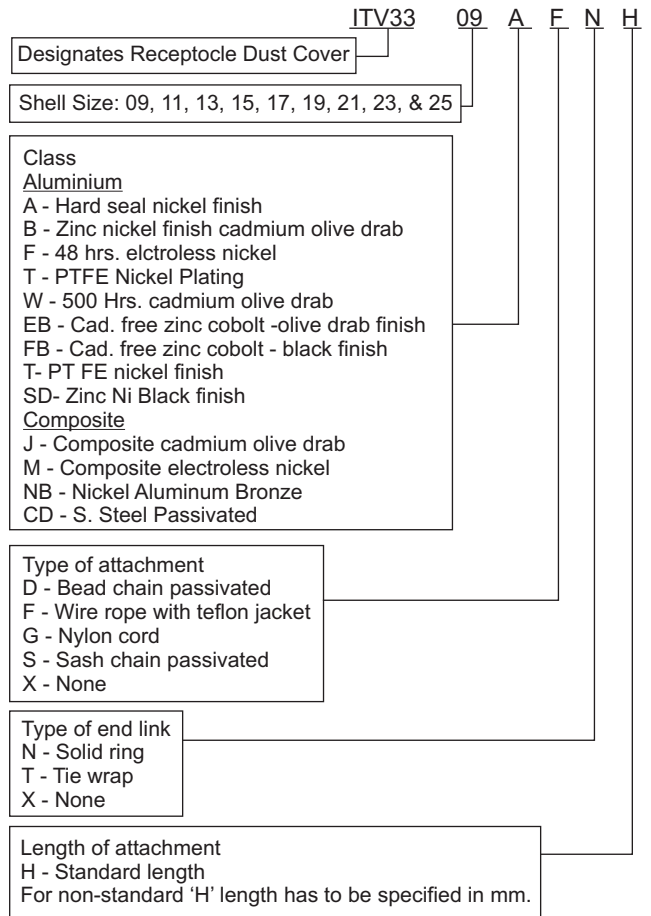 ITV33 09 A F N H
Designates Receptocle Dust Cover
Shell Size: 09, 11, 13, 15, 17, 19, 21, 23, & 25
Class
Aluminium
A - Hard seal nickel finish
B - Zinc nickel finish cadmium olive drab
F - 48 hrs. elctroless nickel
T - PTFE Nickel Plating
W - 500 Hrs. cadmium olive drab
EB - Cad. free zinc cobolt -olive drab finish
FB - Cad. free zinc cobolt - black finish
T- PT FE nickel finish
SD- Zinc Ni Black finish
Composite
J - Composite cadmium olive drab
M - Composite electroless nickel
NB - Nickel Aluminum Bronze
CD - S. Steel Passivated
Type of attachment
D - Bead chain passivated
F - Wire rope with teflon jacket
G - Nylon cord
S - Sash chain passivated
X - None
Type of end link
N - Solid ring
T - Tie wrap
X - None
Length of attachment
H - Standard length
For non-standard ‘H’ length has to be specified in mm.